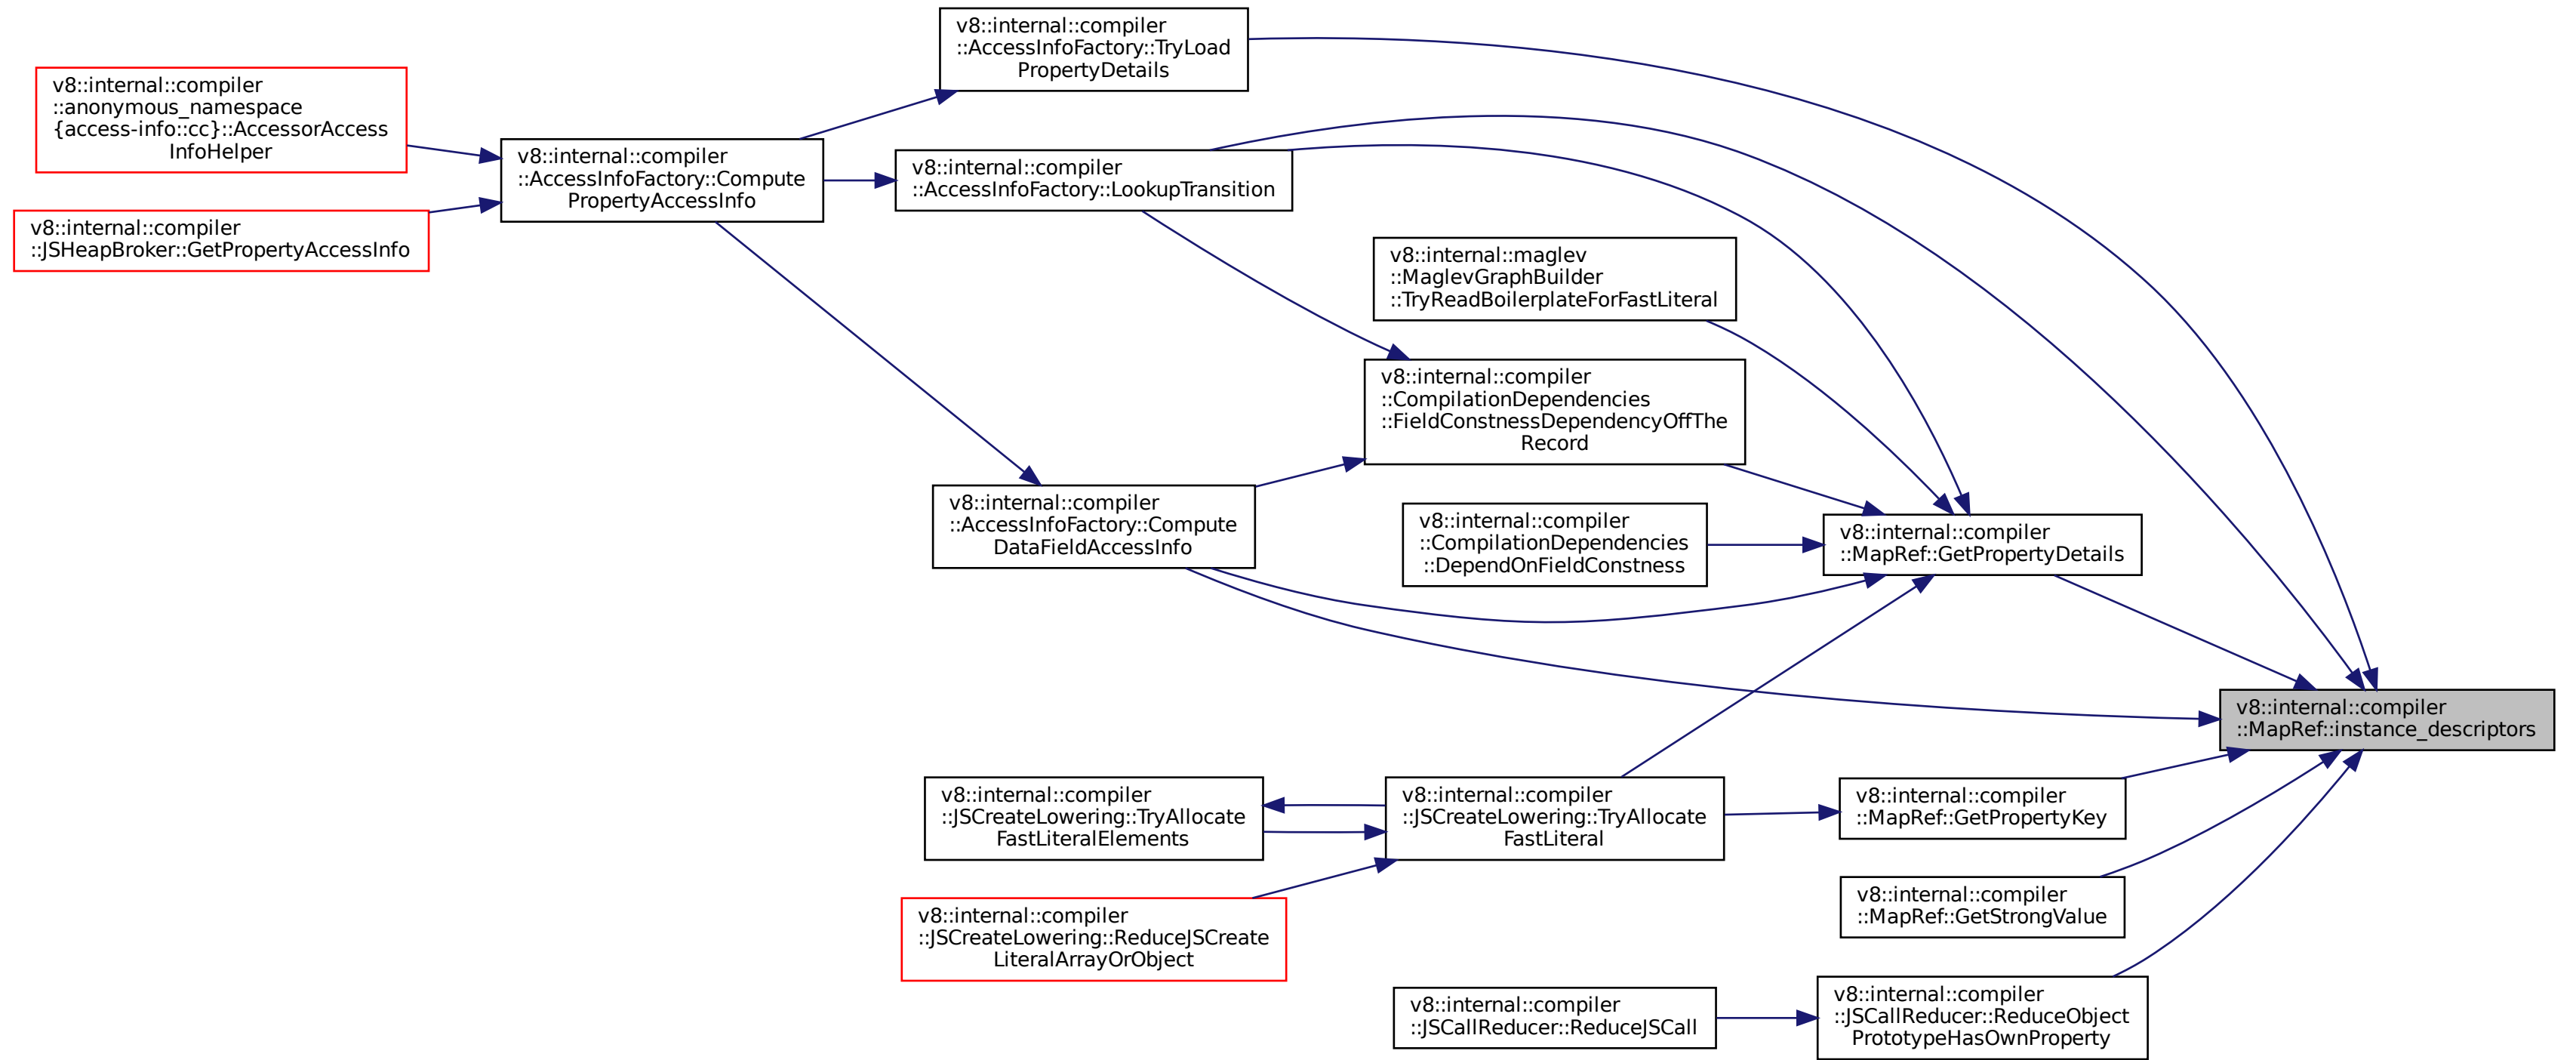 v8::internal::compiler
::AccessInfoFactory::TryLoad
PropertyDetails
v8::internal::compiler
::anonymous_namespace
{access-info::cc}::AccessorAccess
InfoHelper
v8::internal::compiler
::AccessInfoFactory::Compute
PropertyAccessInfo
v8::internal::compiler
::AccessInfoFactory::LookupTransition
v8::internal::compiler
::JSHeapBroker::GetPropertyAccessInfo
v8::internal::maglev
::MaglevGraphBuilder
::TryReadBoilerplateForFastLiteral
v8::internal::compiler
::CompilationDependencies
::FieldConstnessDependencyOffThe
Record
v8::internal::compiler
::AccessInfoFactory::Compute
DataFieldAccessInfo
v8::internal::compiler
::CompilationDependencies
::DependOnFieldConstness
v8::internal::compiler
::MapRef::GetPropertyDetails
v8::internal::compiler
::MapRef::instance_descriptors
v8::internal::compiler
::JSCreateLowering::TryAllocate
FastLiteralElements
v8::internal::compiler
::JSCreateLowering::TryAllocate
FastLiteral
v8::internal::compiler
::MapRef::GetPropertyKey
v8::internal::compiler
::MapRef::GetStrongValue
v8::internal::compiler
::JSCreateLowering::ReduceJSCreate
LiteralArrayOrObject
v8::internal::compiler
::JSCallReducer::ReduceJSCall
v8::internal::compiler
::JSCallReducer::ReduceObject
PrototypeHasOwnProperty